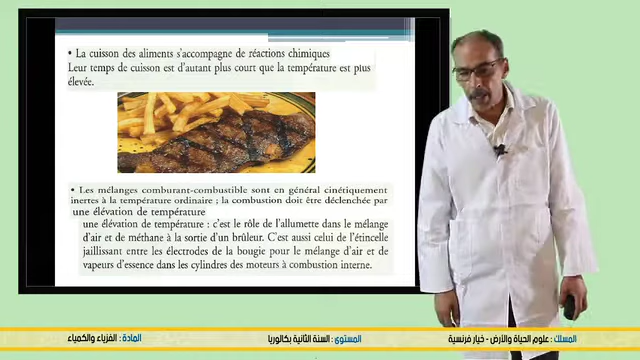 • La cuisson des aliments s'accompagne de réactions chimiques
Leur temps de cuisson est d'autant plus court que la température est plus
élevée.
• Les mélanges comburant-combustible sont en général cinétiquement
inertes à la température ordinaire ; la combustion doit être déclenchée par
une élévation de température
une élévation de température : c'est le rôle de l'allumette dans le mélange
d'air et de méthane à la sortie d'un brûleur. C'est aussi celui de l'étincelle
jaillissant entre les électrodes de la bougie pour le mélange d'air et de
vapeurs d'essence dans les cylindres des moteurs à combustion interne.
المسلك : علوم الحياة والأرض - خيار فرنسية
المستوى : السنة الثانية بكالوريا
المادة : الفزياء والكمياء